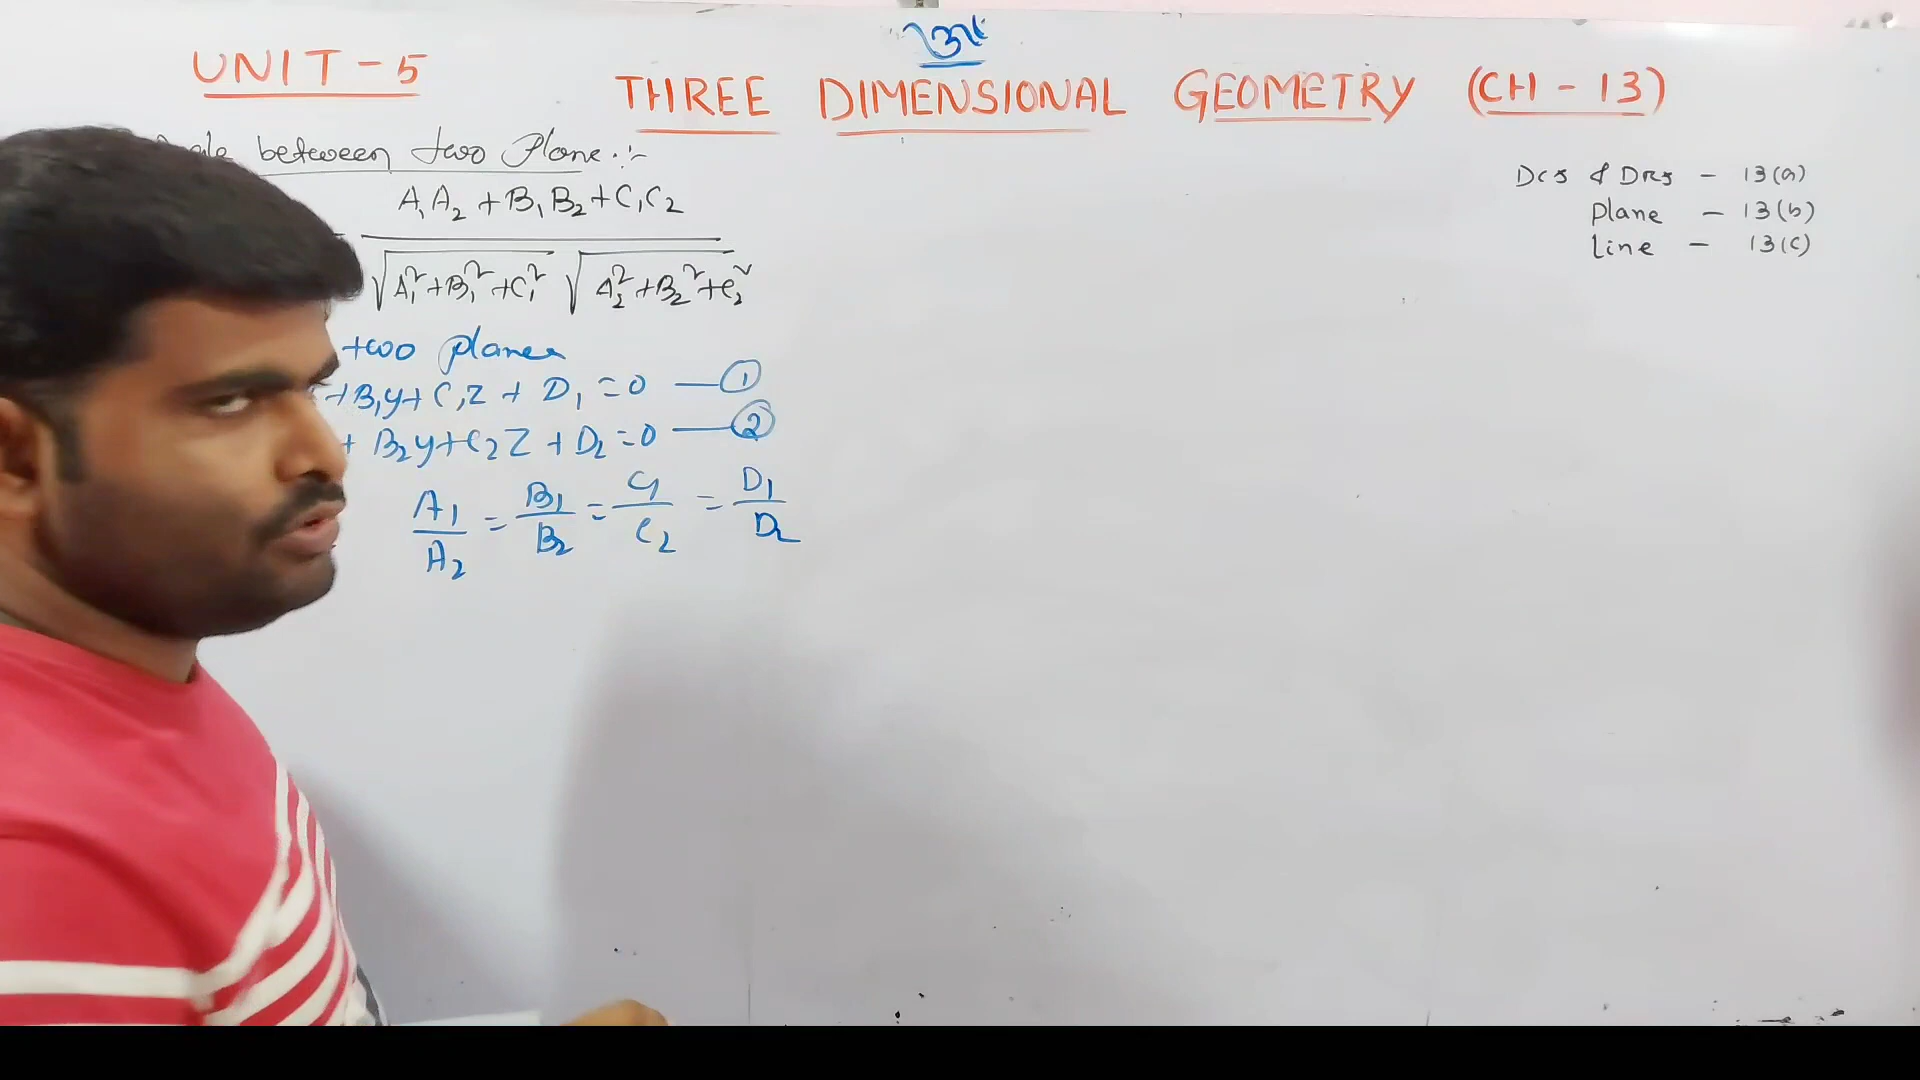 ॐ
UNIT - 5
THREE DIMENSIONAL GEOMETRY (CH - 13)
between two Plane :-
A₁A₂ + B₁B₂ + C₁C₂
√A₁²+B₁²+C₁² √A₂²+B₂²+C₂²
two planes
+B₁y+C₁Z + D₁ = 0 — ①
+ B₂y+C₂Z + D₂ = 0 — ②
A₁/A₂ = B₁/B₂ = C₁/C₂ = D₁/D₂
Dcs & DRs - 13(a)
Plane - 13(b)
Line - 13(c)